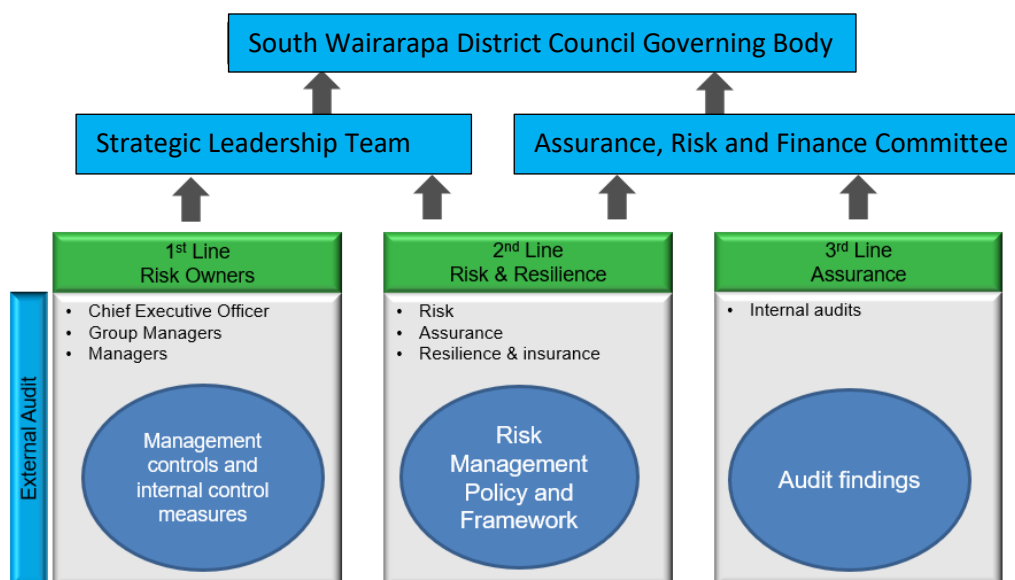 South Wairarapa District Council Governing Body
Strategic Leadership Team
Assurance, Risk and Finance Committee
1st Line
Risk Owners
2nd Line
Risk & Resilience
3rd Line
Assurance
External Audit
• Chief Executive Officer
• Group Managers
• Managers
• Risk
• Assurance
• Resilience & insurance
• Internal audits
Management
controls and
internal control
measures
Risk
Management
Policy and
Framework
Audit findings